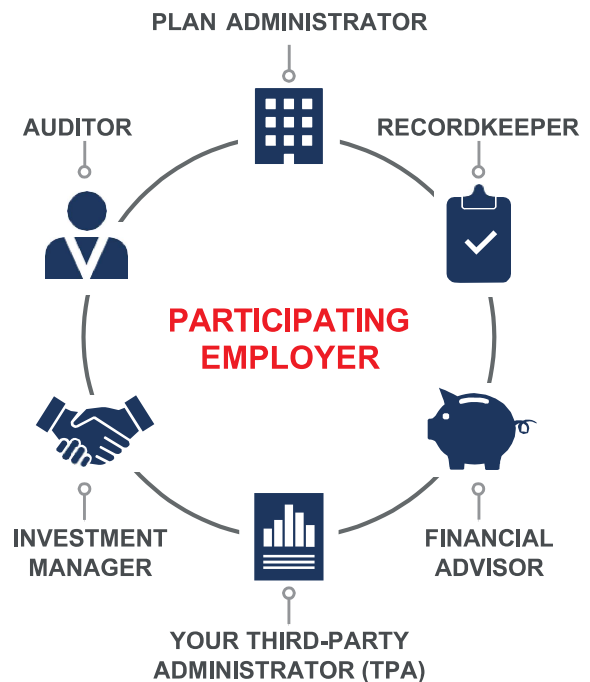 PLAN ADMINISTRATOR
AUDITOR
RECORDKEEPER
PARTICIPATING
EMPLOYER
INVESTMENT
MANAGER
FINANCIAL
ADVISOR
YOUR THIRD-PARTY
ADMINISTRATOR (TPA)